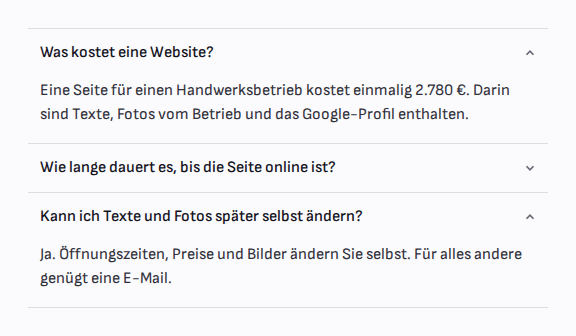 Was kostet eine Website?
Eine Seite für einen Handwerksbetrieb kostet einmalig 2.780 €. Darin
sind Texte, Fotos vom Betrieb und das Google-Profil enthalten.
Wie lange dauert es, bis die Seite online ist?
Kann ich Texte und Fotos später selbst ändern?
Ja. Öffnungszeiten, Preise und Bilder ändern Sie selbst. Für alles andere
genügt eine E-Mail.